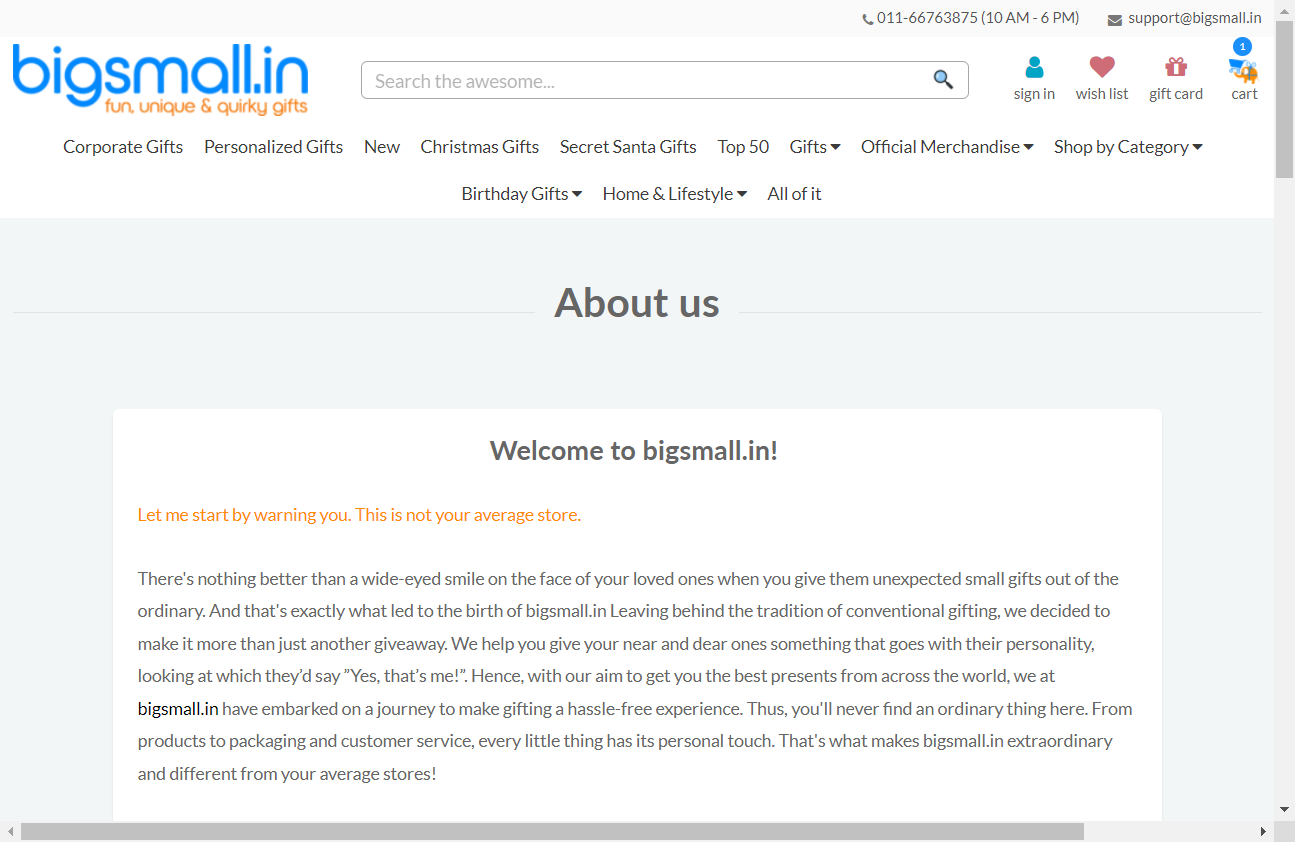 011-66763875 (10 AM - 6 PM) support@bigsmall.in
bigsmall.in
fun, unique & quirky gifts
Search the awesome...
1
sign in wish list gift card cart
Corporate Gifts Personalized Gifts New Christmas Gifts Secret Santa Gifts Top 50 Gifts Official Merchandise Shop by Category
Birthday Gifts Home & Lifestyle All of it
About us
Welcome to bigsmall.in!
Let me start by warning you. This is not your average store.
There's nothing better than a wide-eyed smile on the face of your loved ones when you give them unexpected small gifts out of the
ordinary. And that's exactly what led to the birth of bigsmall.in Leaving behind the tradition of conventional gifting, we decided to
make it more than just another giveaway. We help you give your near and dear ones something that goes with their personality,
looking at which they’d say ”Yes, that’s me!”. Hence, with our aim to get you the best presents from across the world, we at
bigsmall.in have embarked on a journey to make gifting a hassle-free experience. Thus, you'll never find an ordinary thing here. From
products to packaging and customer service, every little thing has its personal touch. That's what makes bigsmall.in extraordinary
and different from your average stores!